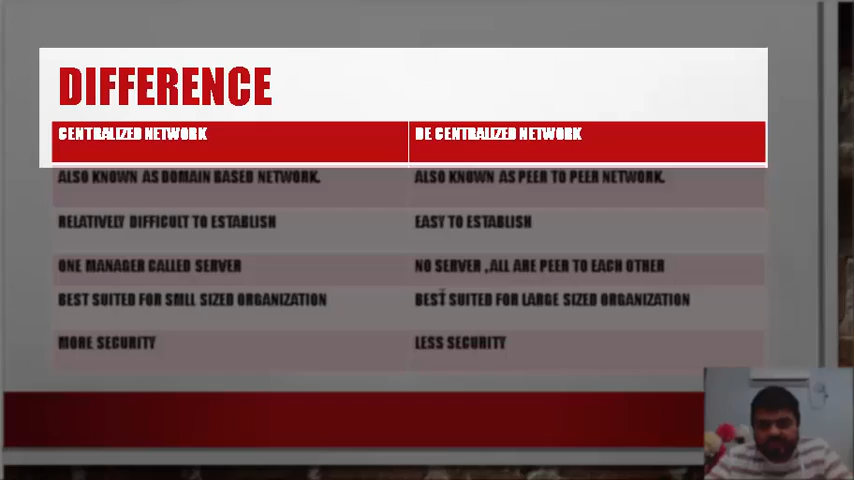 DIFFERENCE
CENTRALIZED NETWORK DE CENTRALIZED NETWORK
ALSO KNOWN AS DOMAIN BASED NETWORK. ALSO KNOWN AS PEER TO PEER NETWORK.
RELATIVELY DIFFICULT TO ESTABLISH EASY TO ESTABLISH
ONE MANAGER CALLED SERVER NO SERVER ,ALL ARE PEER TO EACH OTHER
BEST SUITED FOR SMLL SIZED ORGANIZATION BEST SUITED FOR LARGE SIZED ORGANIZATION
MORE SECURITY LESS SECURITY